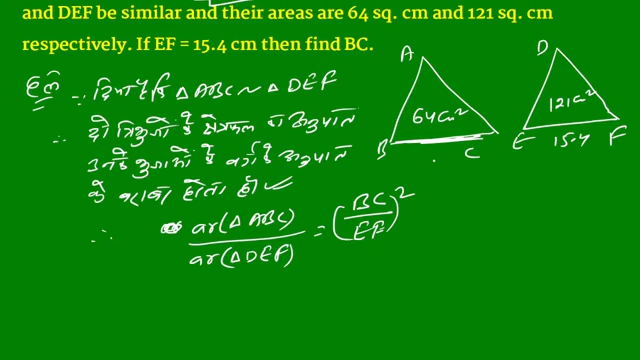 and DEF be similar and their areas are 64 sq. cm and 121 sq. cm
respectively. If EF = 15.4 cm then find BC.
हल ∵ दिया है कि △ABC ~ △DEF
∴ दो त्रिभुजों के क्षेत्रफल का अनुपात
उनके भुजाओं के वर्गों के अनुपात
के बराबर होता है। ✓
∴ ar(△ABC) / ar(△DEF) = (BC/EF)²
A
64cm²
B C
D
121cm²
E 15.4 F